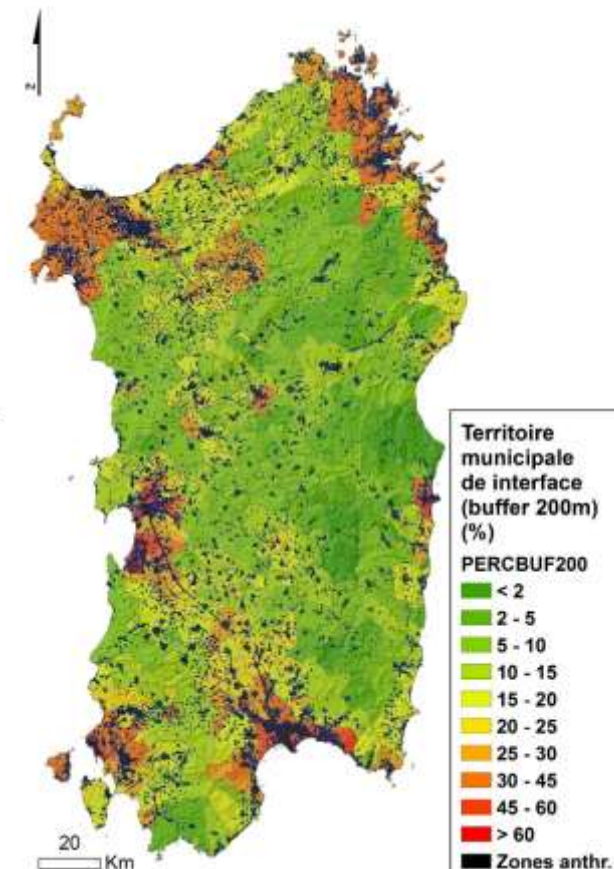 z
Territoire
municipale
de interface
(buffer 200m)
(%)
PERCBUF200
< 2
2 - 5
5 - 10
10 - 15
15 - 20
20 - 25
25 - 30
30 - 45
45 - 60
> 60
Zones anthr.
20
Km